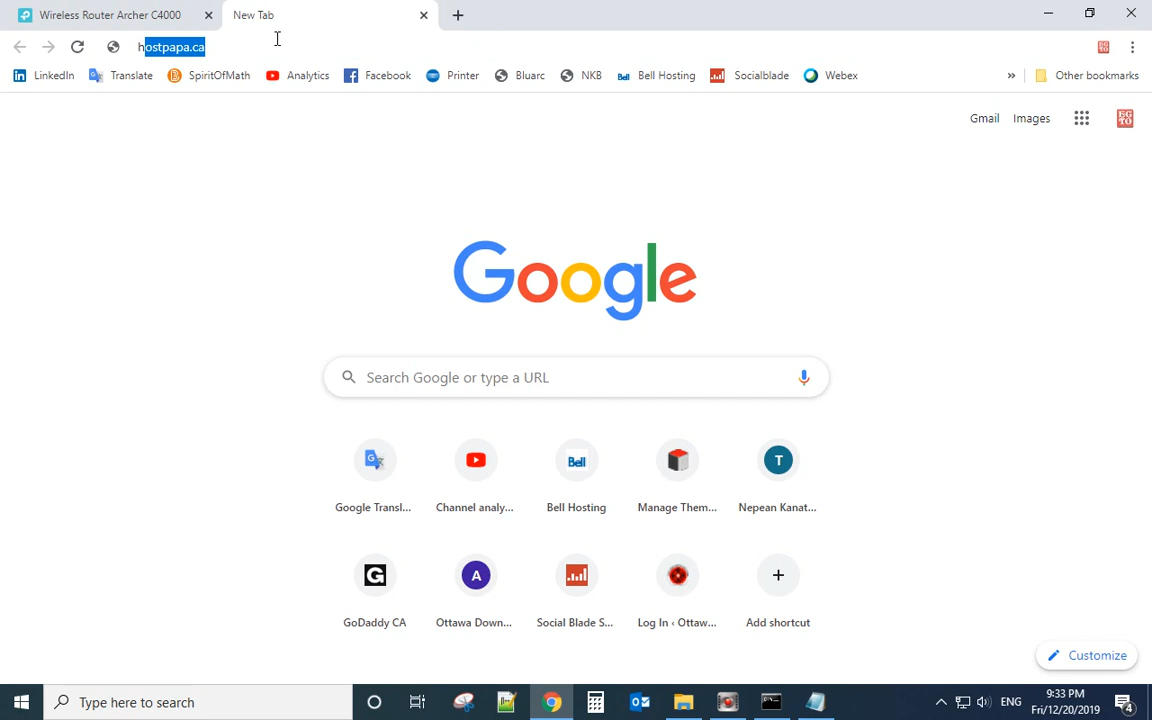 Wireless Router Archer C4000
New Tab
hostpapa.ca
LinkedIn Translate SpiritOfMath Analytics Facebook Printer Bluarc NKB Bell Hosting Socialblade Webex » Other bookmarks
Gmail Images
EG
TO
Google
Search Google or type a URL
Bell
T
Google Transl... Channel analy... Bell Hosting Manage Them... Nepean Kanat...
G
A
GoDaddy CA Ottawa Down... Social Blade S... Log In ‹ Ottaw... Add shortcut
Customize
Type here to search
ENG
9:33 PM
Fri/12/20/2019
4